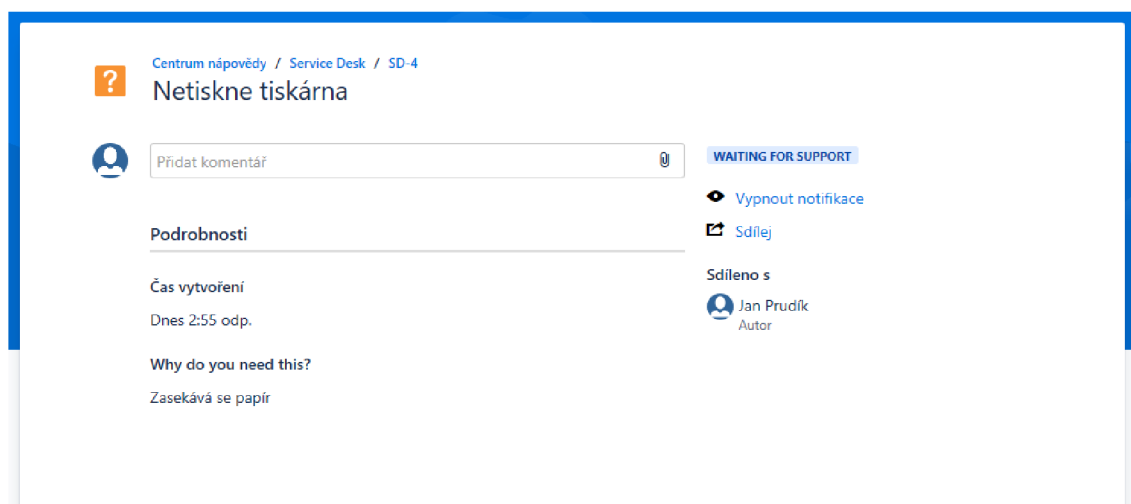 Centrum nápovědy / Service Desk / SD-4
Netiskne tiskárna
Přidat komentář
WAITING FOR SUPPORT
Vypnout notifikace
Sdílej
Podrobnosti
Čas vytvoření
Dnes 2:55 odp.
Why do you need this?
Zasekává se papír
Sdíleno s
Jan Prudík
Autor